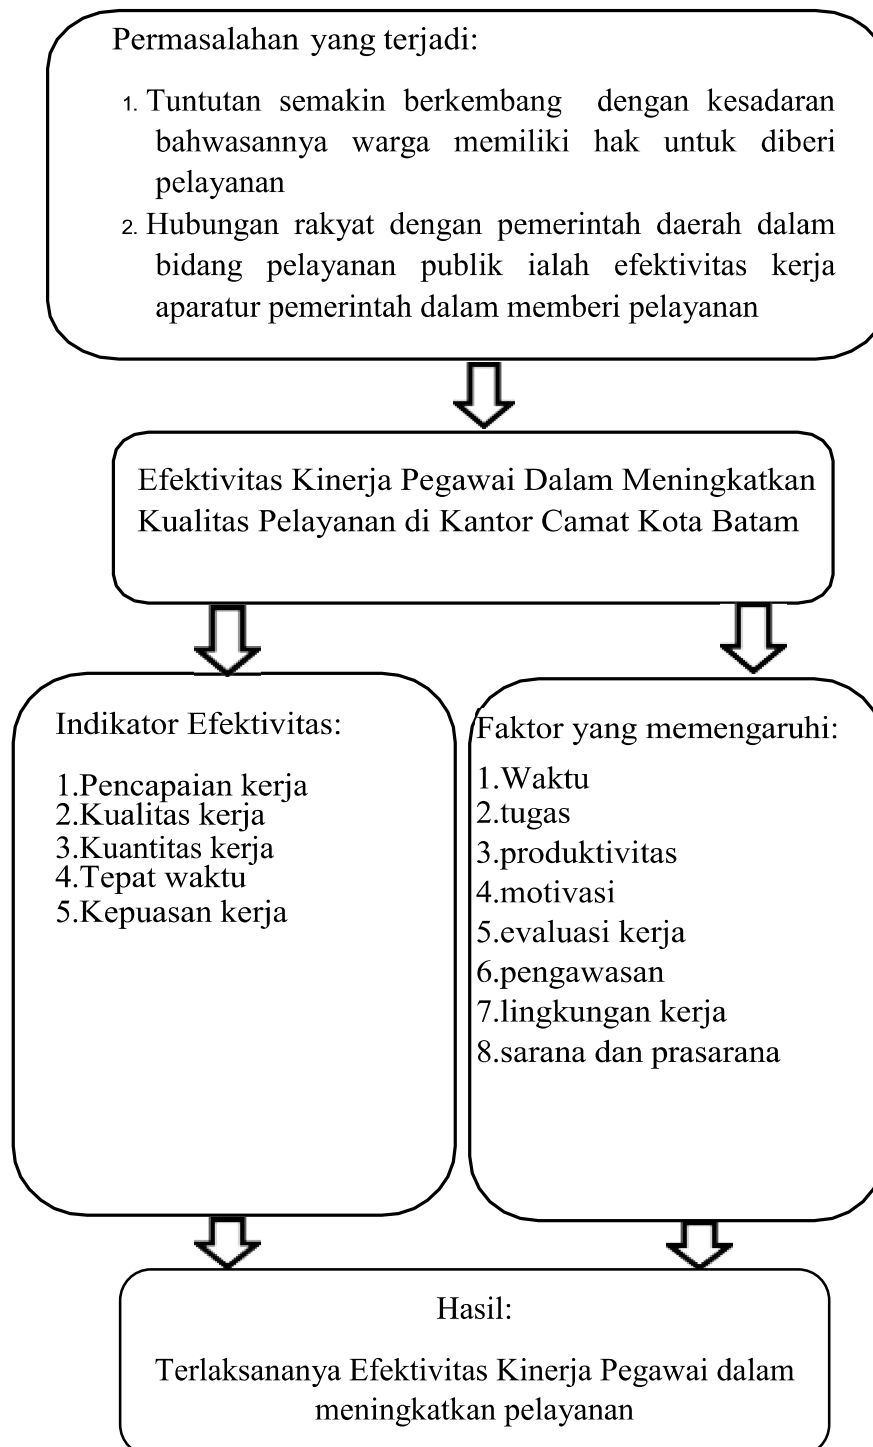 Permasalahan yang terjadi:
1. Tuntutan semakin berkembang dengan kesadaran
bahwasannya warga memiliki hak untuk diberi
pelayanan
2. Hubungan rakyat dengan pemerintah daerah dalam
bidang pelayanan publik ialah efektivitas kerja
aparatur pemerintah dalam memberi pelayanan
Efektivitas Kinerja Pegawai Dalam Meningkatkan
Kualitas Pelayanan di Kantor Camat Kota Batam
Indikator Efektivitas:
1.Pencapaian kerja
2.Kualitas kerja
3.Kuantitas kerja
4.Tepat waktu
5.Kepuasan kerja
Faktor yang memengaruhi:
1.Waktu
2.tugas
3.produktivitas
4.motivasi
5.evaluasi kerja
6.pengawasan
7.lingkungan kerja
8.sarana dan prasarana
Hasil:
Terlaksananya Efektivitas Kinerja Pegawai dalam
meningkatkan pelayanan